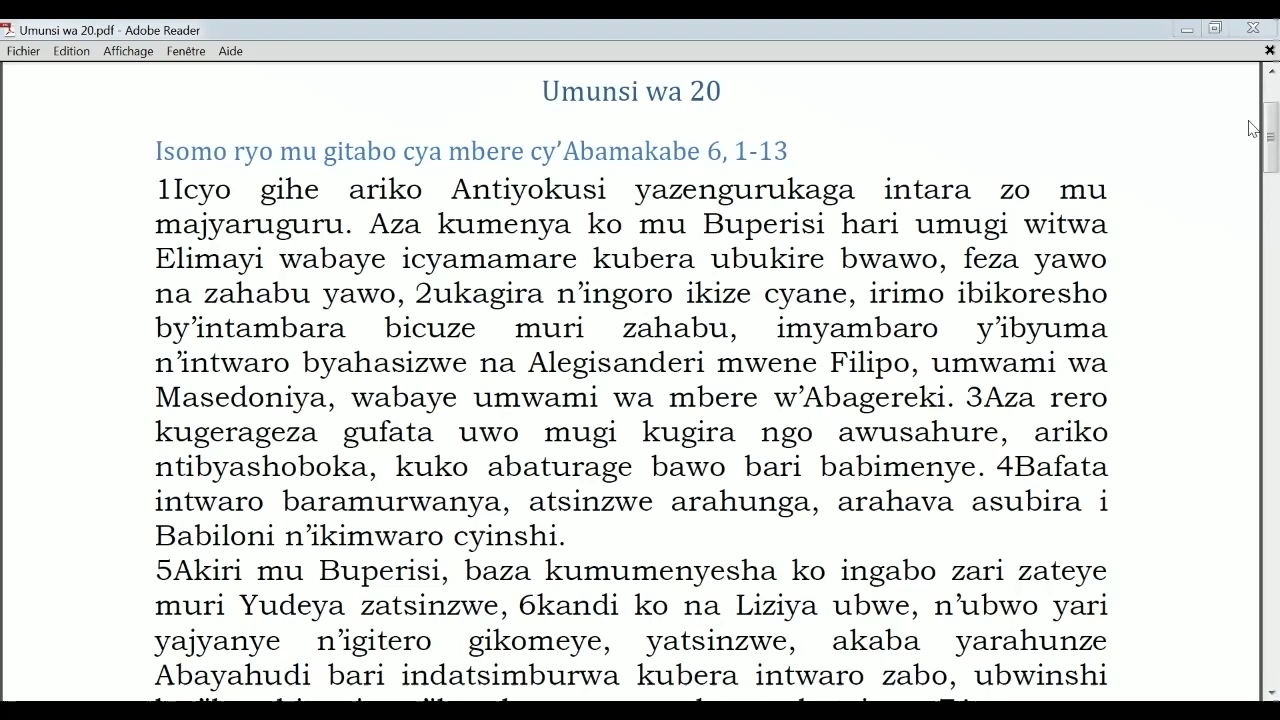 Umunsi wa 20.pdf - Adobe Reader
Fichier Edition Affichage Fenêtre Aide
Umunsi wa 20
Isomo ryo mu gitabo cya mbere cy’Abamakabe 6, 1-13
1Icyo gihe ariko Antiyokusi yazengurukaga intara zo mu
majyaruguru. Aza kumenya ko mu Buperisi hari umugi witwa
Elimayi wabaye icyamamare kubera ubukire bwawo, feza yawo
na zahabu yawo, 2ukagira n’ingoro ikize cyane, irimo ibikoresho
by’intambara bicuze muri zahabu, imyambaro y’ibyuma
n’intwaro byahasizwe na Alegisanderi mwene Filipo, umwami wa
Masedoniya, wabaye umwami wa mbere w’Abagereki. 3Aza rero
kugerageza gufata uwo mugi kugira ngo awusahure, ariko
ntibyashoboka, kuko abaturage bawo bari babimenye. 4Bafata
intwaro baramurwanya, atsinzwe arahunga, arahava asubira i
Babiloni n’ikimwaro cyinshi.
5Akiri mu Buperisi, baza kumumenyesha ko ingabo zari zateye
muri Yudeya zatsinzwe, 6kandi ko na Liziya ubwe, n’ubwo yari
yajyanye n’igitero gikomeye, yatsinzwe, akaba yarahunze
Abayahudi bari indatsimburwa kubera intwaro zabo, ubwinshi